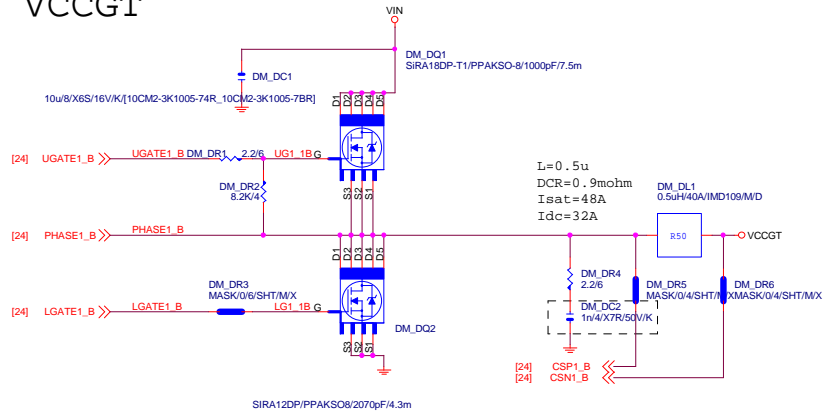 VCCGT
VIN
DM_DQ1
SiRA18DP-T1/PPAKSO-8/1000pF/7.5m
DM_DC1
10u/8/X6S/16V/K/[10CM2-3K1005-74R_10CM2-3K1005-7BR]
D1 D2 D3 D4 D5
[24] UGATE1_B UGATE1_B DM_DR1 2.2/6 UG1_1B G
DM_DR2
8.2K/4
S3 S2 S1
L=0.5u
DCR=0.9mohm
Isat=48A
Idc=32A
DM_DL1
0.5uH/40A/IMD109/M/D
[24] PHASE1_B PHASE1_B
R50
VCCGT
D1 D2 D3 D4 D5
DM_DR3
MASK/0/6/SHT/M/X
[24] LGATE1_B LGATE1_B LG1_1B G
DM_DQ2
S3 S2 S1
DM_DR4
2.2/6
DM_DC2
1n/4/X7R/50V/K
DM_DR5
MASK/0/4/SHT/M/X
DM_DR6
MASK/0/4/SHT/M/X
[24] CSP1_B
[24] CSN1_B
SIRA12DP/PPAKSO8/2070pF/4.3m